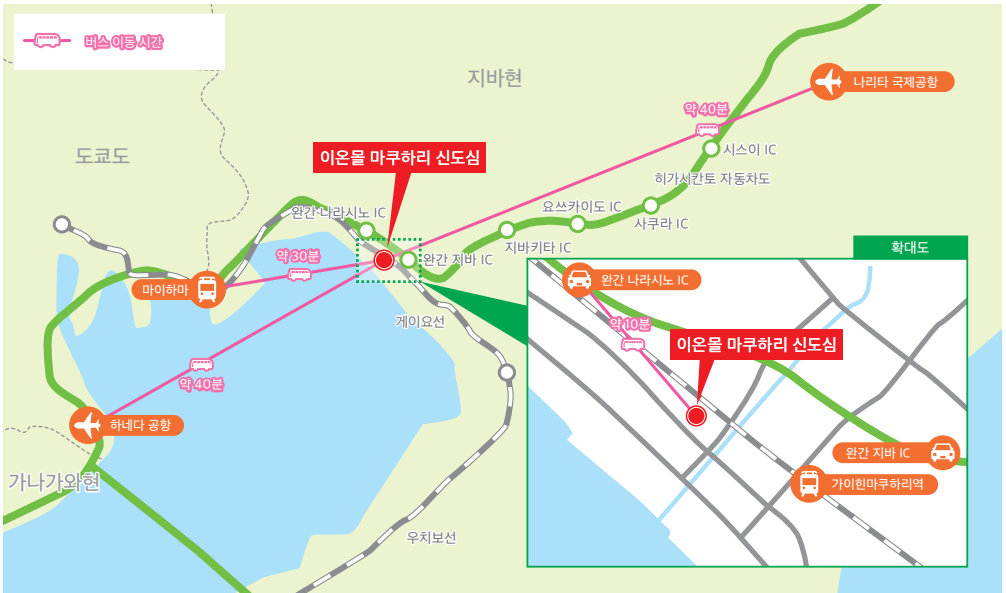 버스 이동 시간
지바현
나리타 국제공항
약 40분
시스이 IC
도쿄도
이온몰 마쿠하리 신도심
히가시칸토 자동차도
완간 나라시노 IC
요쓰카이도 IC
사쿠라 IC
지바키타 IC
약 30분
완간 저바 IC
확대도
마이하마
완간 나라시노 IC
게이요선
약 10분
이온몰 마쿠하리 신도심
약 40분
하네다 공항
완간 지바 IC
가나가와현
가이힌마쿠하리역
우치보선